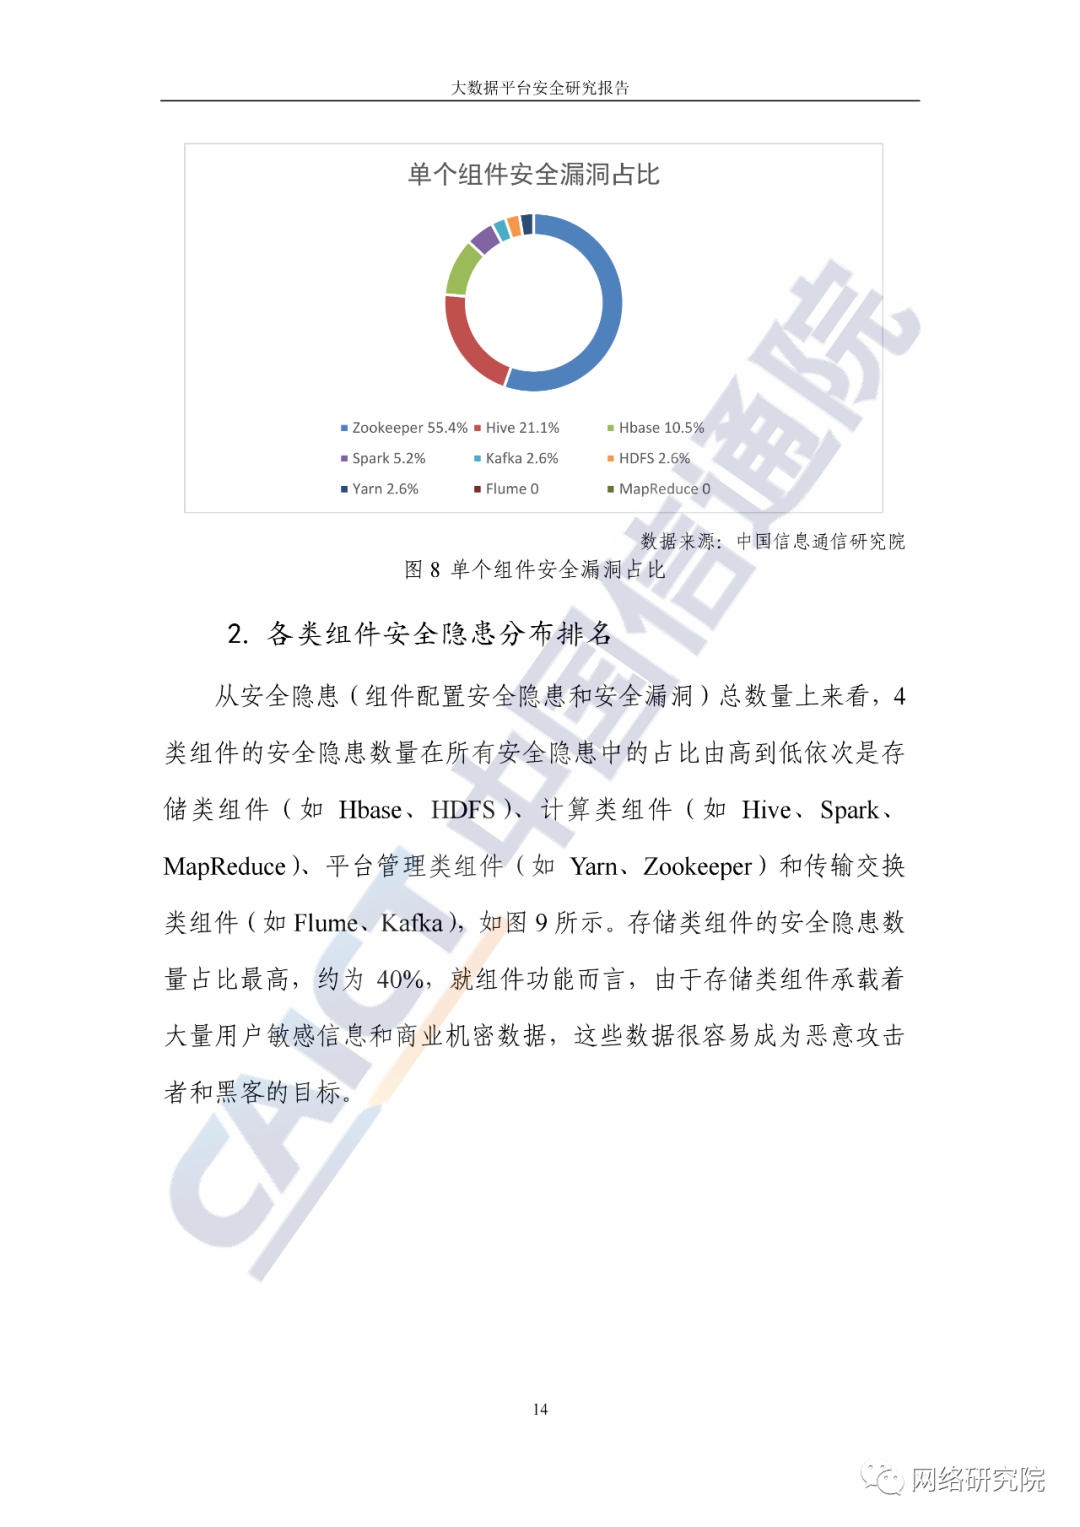 大数据平台安全研究报告
单个组件安全漏洞占比
Zookeeper 55.4% Hive 21.1% Hbase 10.5%
Spark 5.2% Kafka 2.6% HDFS 2.6%
Yarn 2.6% Flume 0 MapReduce 0
数据来源：中国信息通信研究院
图 8 单个组件安全漏洞占比
2. 各类组件安全隐患分布排名
从安全隐患（组件配置安全隐患和安全漏洞）总数量上来看，4
类组件的安全隐患数量在所有安全隐患中的占比由高到低依次是存
储类组件（如 Hbase、HDFS）、计算类组件（如 Hive、Spark、
MapReduce）、平台管理类组件（如 Yarn、Zookeeper）和传输交换
类组件（如 Flume、Kafka），如图 9 所示。存储类组件的安全隐患数
量占比最高，约为 40%，就组件功能而言，由于存储类组件承载着
大量用户敏感信息和商业机密数据，这些数据很容易成为恶意攻击
者和黑客的目标。
CAICT 中国信通院
14
网络研究院